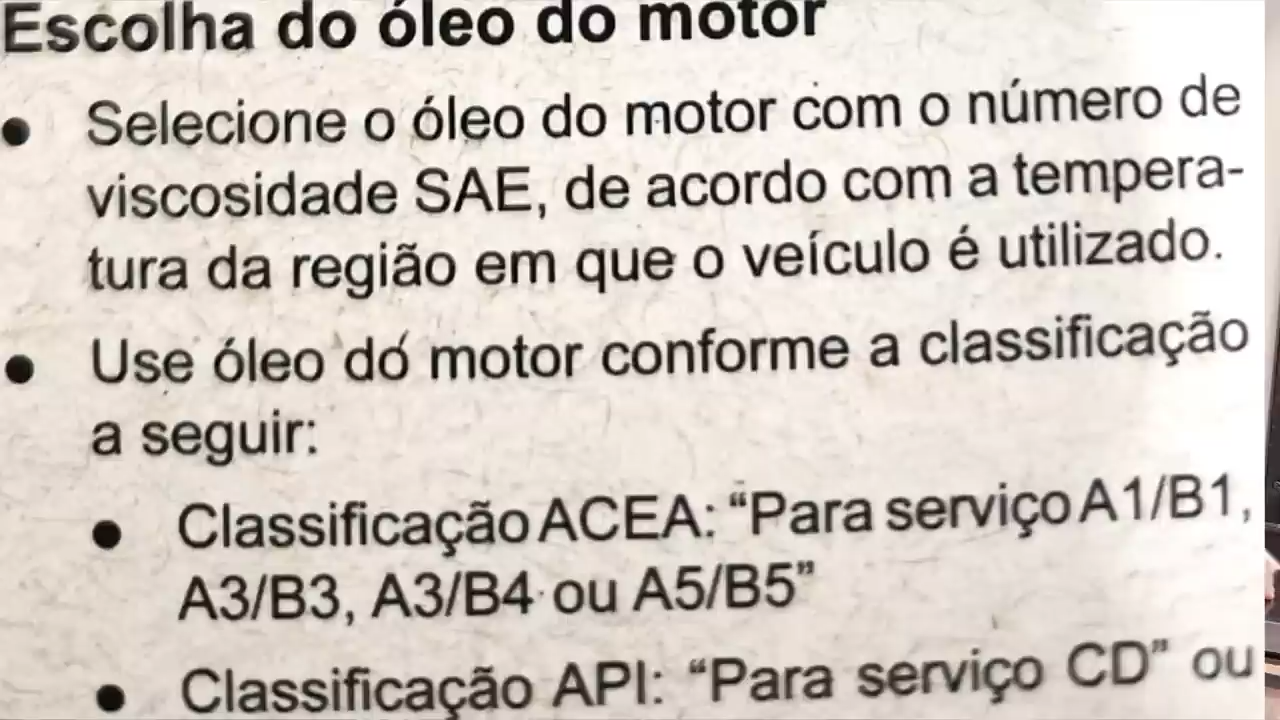 Escolha do óleo do motor
● Selecione o óleo do motor com o número de
viscosidade SAE, de acordo com a tempera-
tura da região em que o veículo é utilizado.
● Use óleo do motor conforme a classificação
a seguir:
● Classificação ACEA: “Para serviço A1/B1,
A3/B3, A3/B4 ou A5/B5”
● Classificação API: “Para serviço CD” ou